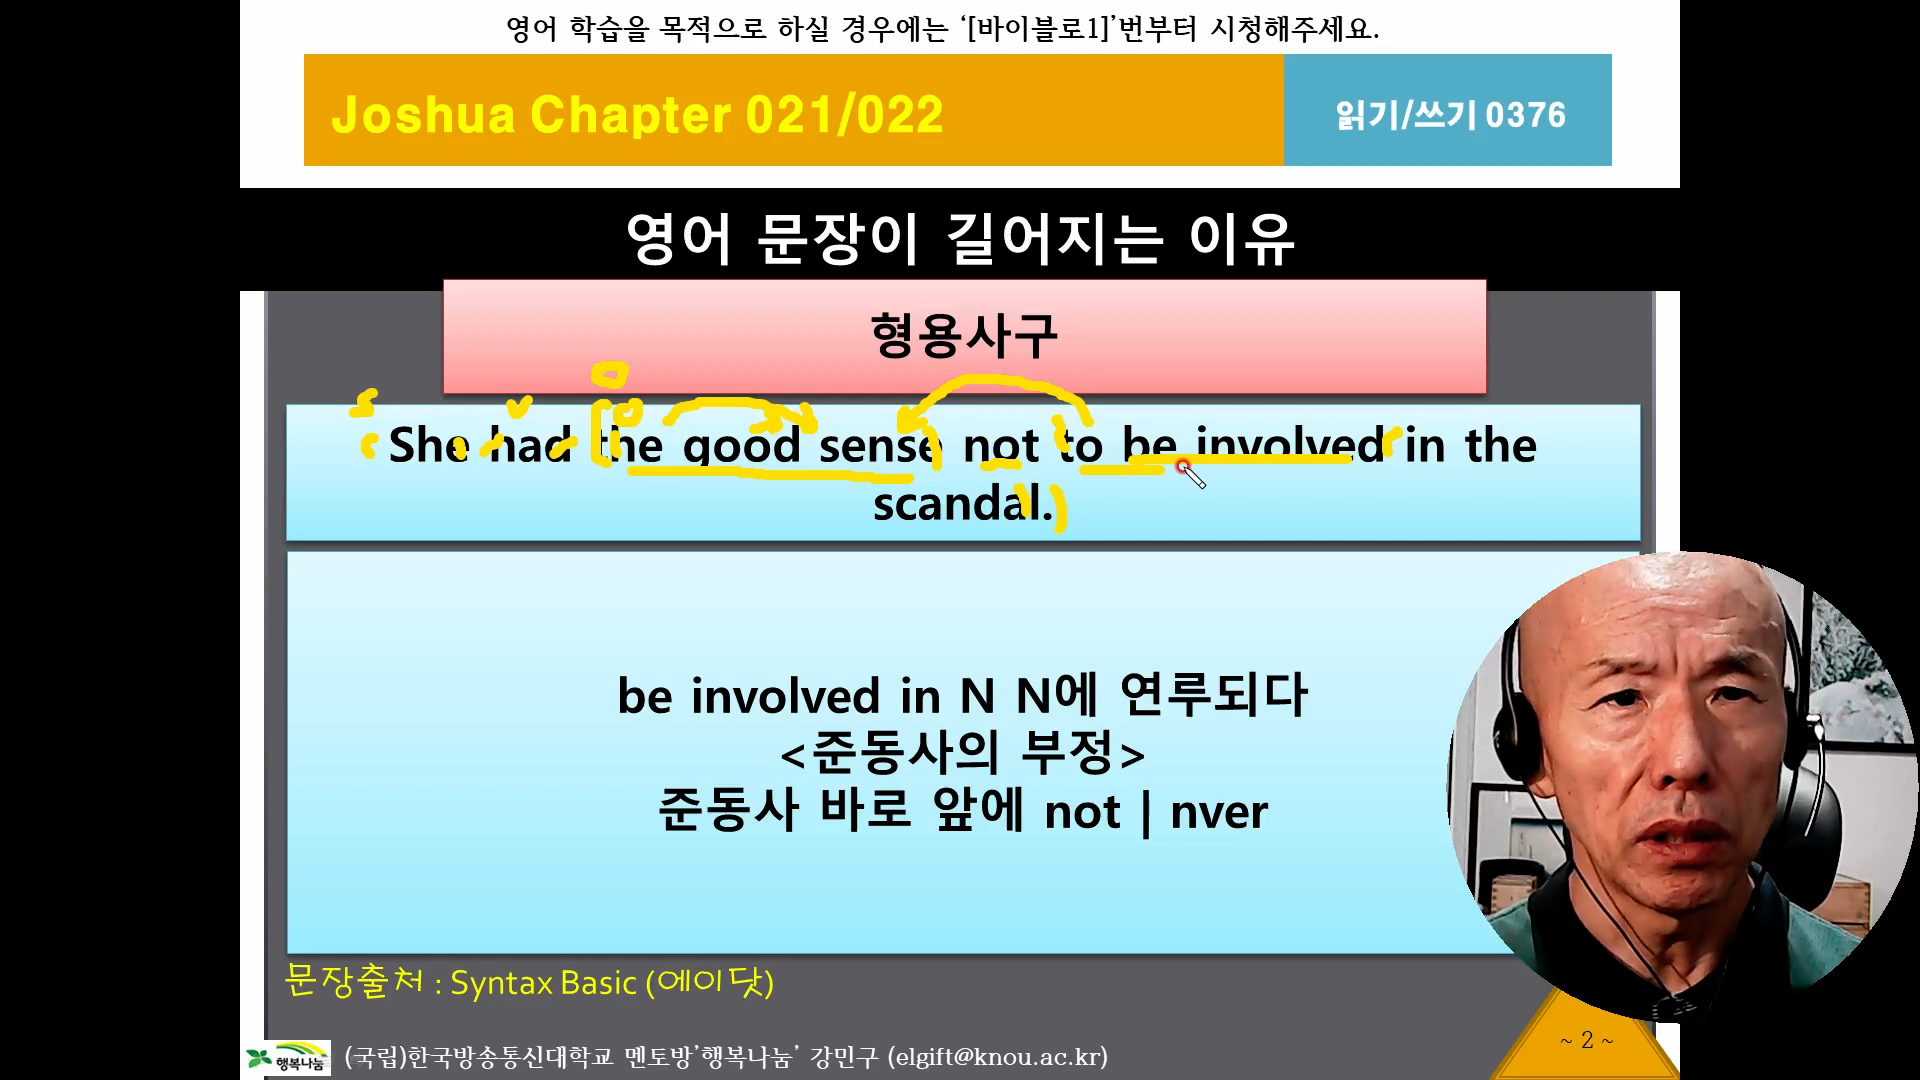 영어 학습을 목적으로 하실 경우에는 ‘[바이블로1]’번부터 시청해주세요.
Joshua Chapter 021/022
읽기/쓰기 0376
영어 문장이 길어지는 이유
형용사구
She had the good sense not to be involved in the
scandal.
be involved in N N에 연루되다
<준동사의 부정>
준동사 바로 앞에 not | nver
문장출처 : Syntax Basic (에이닷)
행복나눔
(국립)한국방송통신대학교 멘토방’행복나눔’ 강민구 (elgift@knou.ac.kr)
~ 2 ~